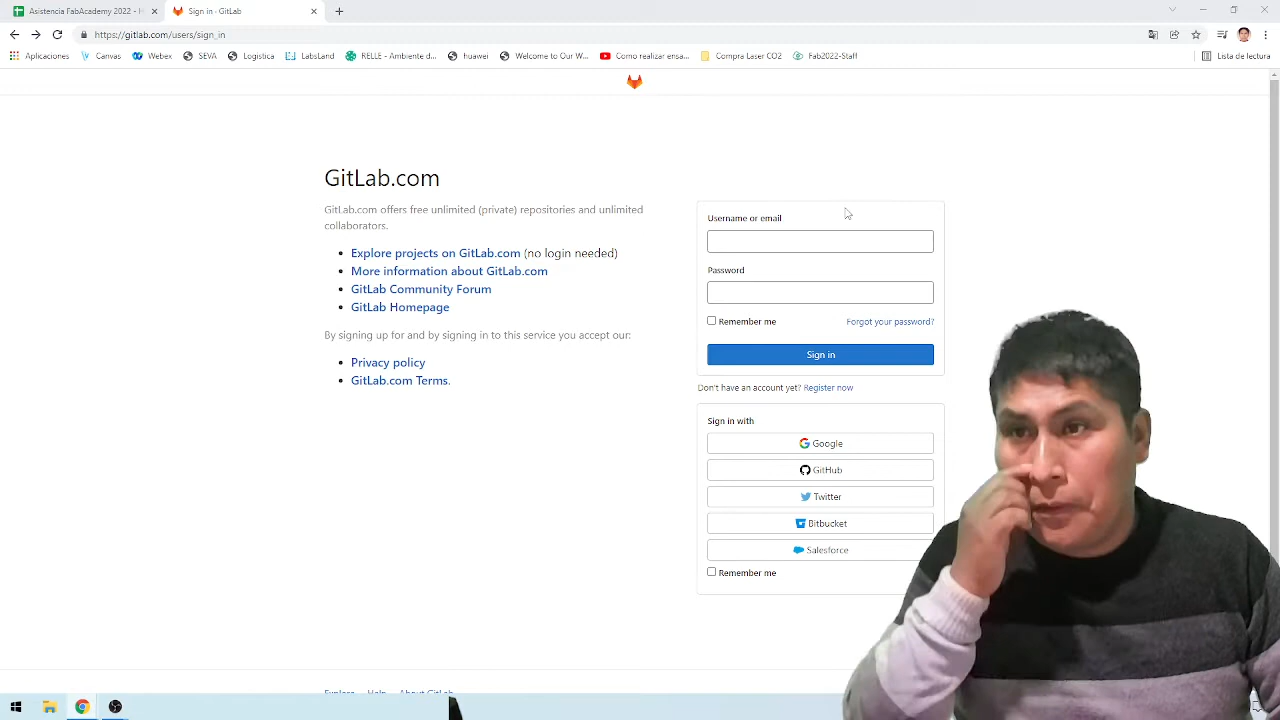 Asistencia FabAcademy 2022 - H
Sign in · GitLab
https://gitlab.com/users/sign_in
Aplicaciones
Canvas
Webex
SEVA
Logistica
LabsLand
RELLE - Ambiente d...
huawei
Welcome to Our W...
Como realizar ensa...
Compra Laser CO2
Fab2022-Staff
Lista de lectura
GitLab.com
GitLab.com offers free unlimited (private) repositories and unlimited
collaborators.
Explore projects on GitLab.com (no login needed)
More information about GitLab.com
GitLab Community Forum
GitLab Homepage
By signing up for and by signing in to this service you accept our:
Privacy policy
GitLab.com Terms.
Username or email
Password
Remember me
Forgot your password?
Sign in
Don't have an account yet? Register now
Sign in with
Google
GitHub
Twitter
Bitbucket
Salesforce
Remember me
Explore Help About GitLab